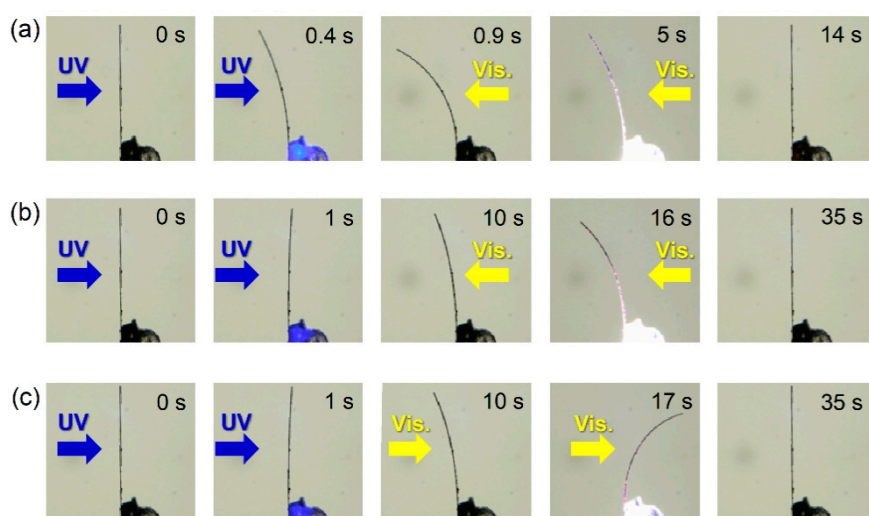 (a)
UV
0 s
UV
0.4 s
0.9 s
Vis.
5 s
Vis.
14 s
(b)
UV
0 s
UV
1 s
10 s
Vis.
16 s
Vis.
35 s
(c)
UV
0 s
UV
1 s
Vis.
10 s
Vis.
17 s
35 s